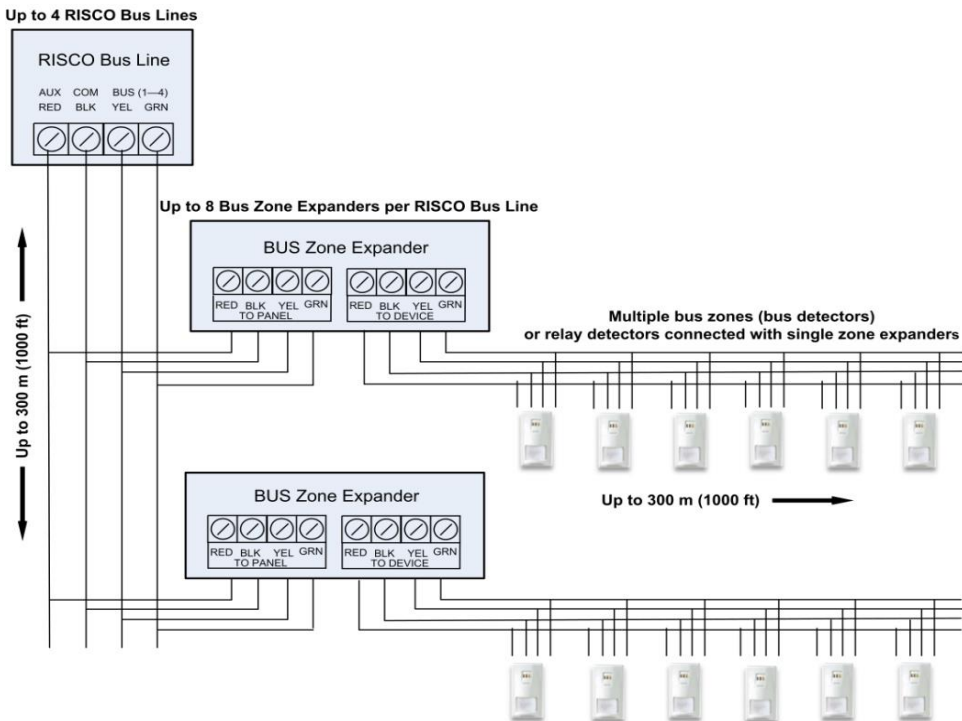 Up to 4 RISCO Bus Lines
RISCO Bus Line
AUX COM BUS (1—4)
RED BLK YEL GRN
Up to 8 Bus Zone Expanders per RISCO Bus Line
BUS Zone Expander
RED BLK YEL GRN RED BLK YEL GRN
TO PANEL TO DEVICE
Multiple bus zones (bus detectors)
or relay detectors connected with single zone expanders
Up to 300 m (1000 ft)
Up to 300 m (1000 ft)
BUS Zone Expander
RED BLK YEL GRN RED BLK YEL GRN
TO PANEL TO DEVICE